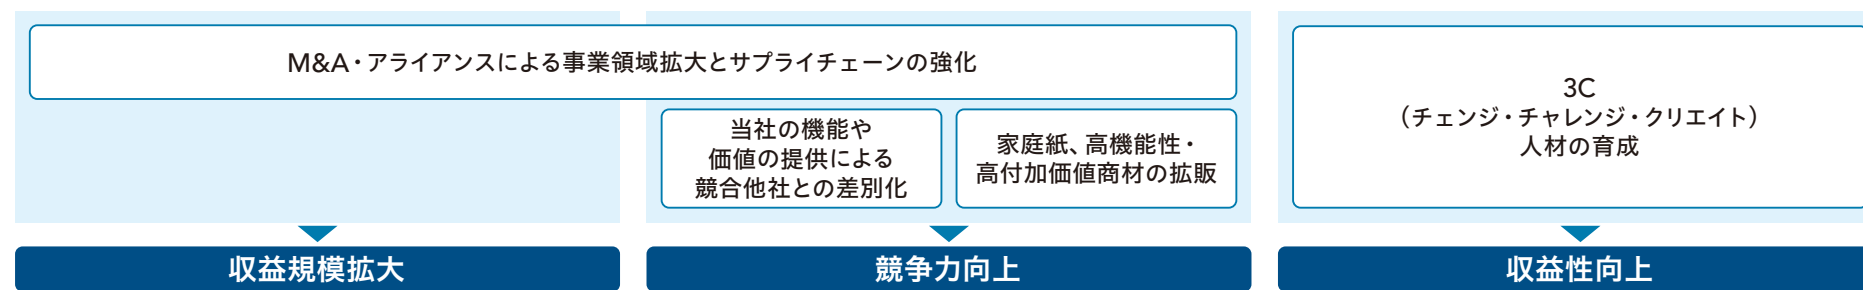 M&A・アライアンスによる事業領域拡大とサプライチェーンの強化
当社の機能や
価値の提供による
競合他社との差別化
家庭紙、高機能性・
高付加価値商材の拡販
3C
（チェンジ・チャレンジ・クリエイト）
人材の育成
収益規模拡大
競争力向上
収益性向上